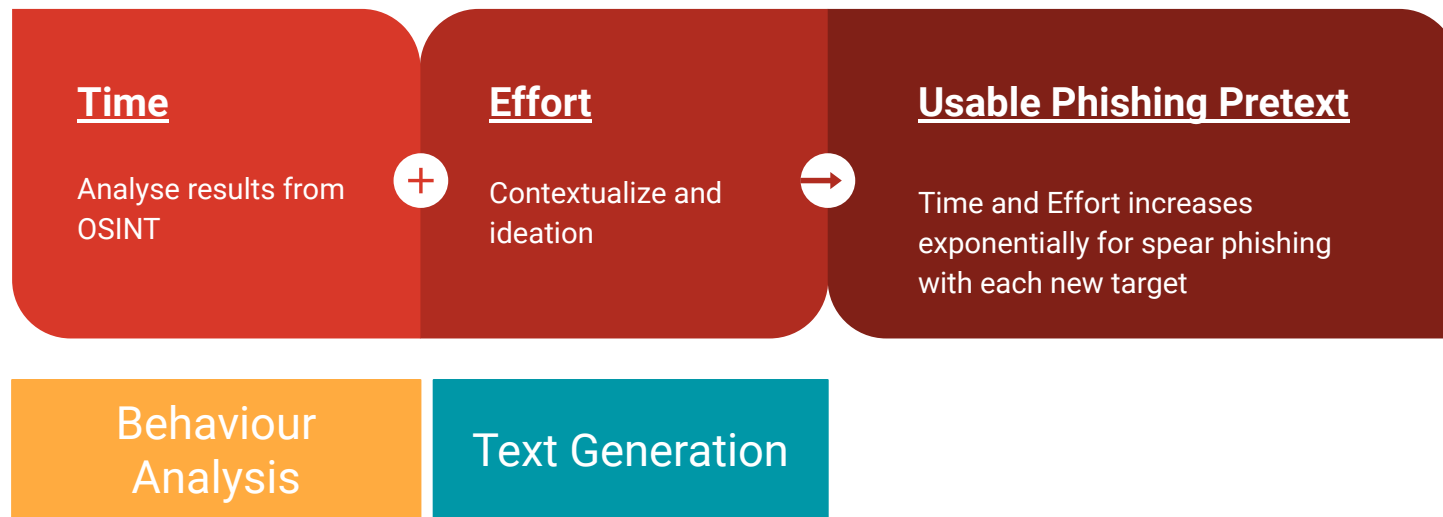 Time
Analyse results from
OSINT
+
Effort
Contextualize and
ideation
Usable Phishing Pretext
Time and Effort increases
exponentially for spear phishing
with each new target
Behaviour
Analysis
Text Generation